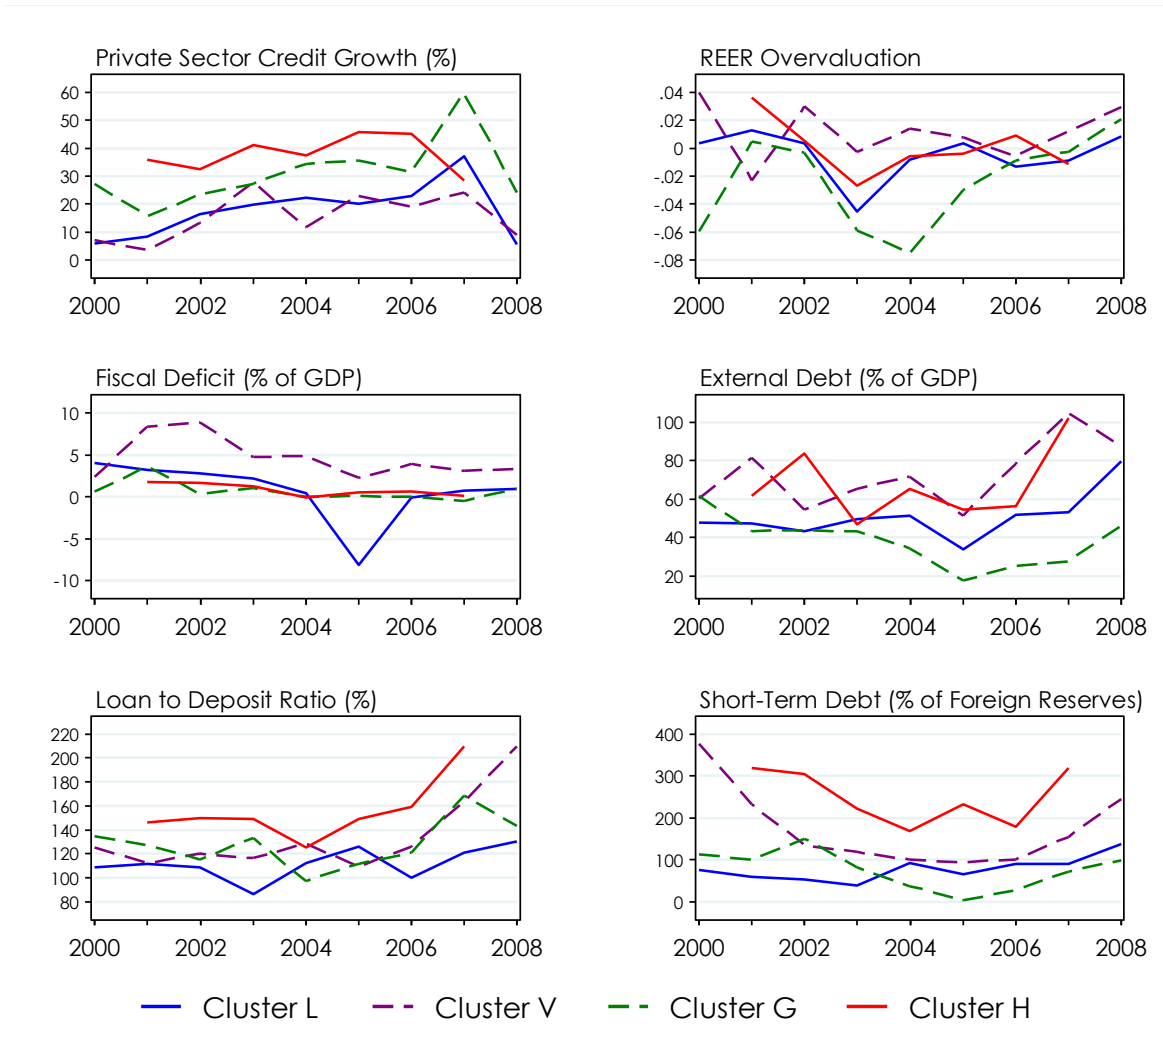 Private Sector Credit Growth (%)
60
50
40
30
20
10
0
2000 2002 2004 2006 2008
REER Overvaluation
.04
.02
0
-.02
-.04
-.06
-.08
2000 2002 2004 2006 2008
Fiscal Deficit (% of GDP)
10
5
0
-5
-10
2000 2002 2004 2006 2008
External Debt (% of GDP)
100
80
60
40
20
2000 2002 2004 2006 2008
Loan to Deposit Ratio (%)
220
200
180
160
140
120
100
80
2000 2002 2004 2006 2008
Short-Term Debt (% of Foreign Reserves)
400
300
200
100
0
2000 2002 2004 2006 2008
Cluster L Cluster V Cluster G Cluster H